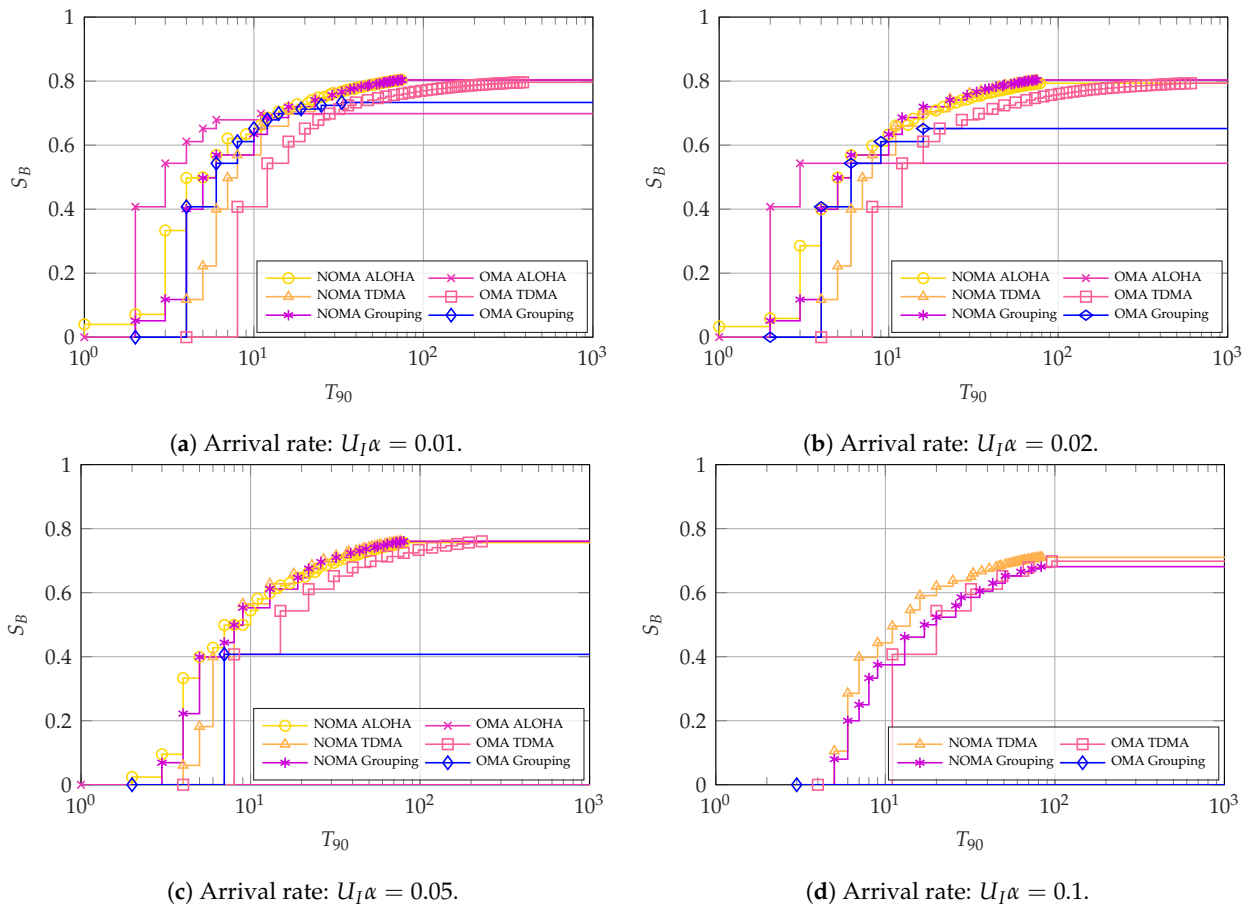 1
0.8
0.6
0.4
0.2
0
S_B
10^0
10^1
10^2
10^3
T_90
NOMA ALOHA
OMA ALOHA
NOMA TDMA
OMA TDMA
NOMA Grouping
OMA Grouping
(a) Arrival rate: U_I α = 0.01.
1
0.8
0.6
0.4
0.2
0
S_B
10^0
10^1
10^2
10^3
T_90
NOMA ALOHA
OMA ALOHA
NOMA TDMA
OMA TDMA
NOMA Grouping
OMA Grouping
(b) Arrival rate: U_I α = 0.02.
1
0.8
0.6
0.4
0.2
0
S_B
10^0
10^1
10^2
10^3
T_90
NOMA ALOHA
OMA ALOHA
NOMA TDMA
OMA TDMA
NOMA Grouping
OMA Grouping
(c) Arrival rate: U_I α = 0.05.
1
0.8
0.6
0.4
0.2
0
S_B
10^0
10^1
10^2
10^3
T_90
NOMA TDMA
OMA TDMA
NOMA Grouping
OMA Grouping
(d) Arrival rate: U_I α = 0.1.